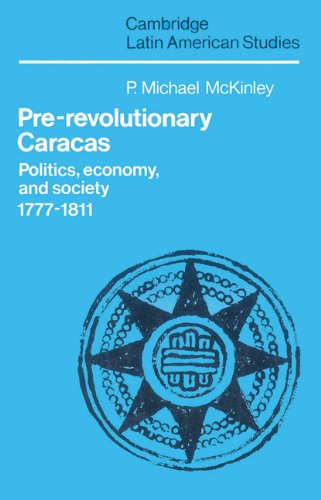 Cambridge
Latin American Studies
P. Michael McKinley
Pre-revolutionary
Caracas
Politics, economy,
and society
1777-1811